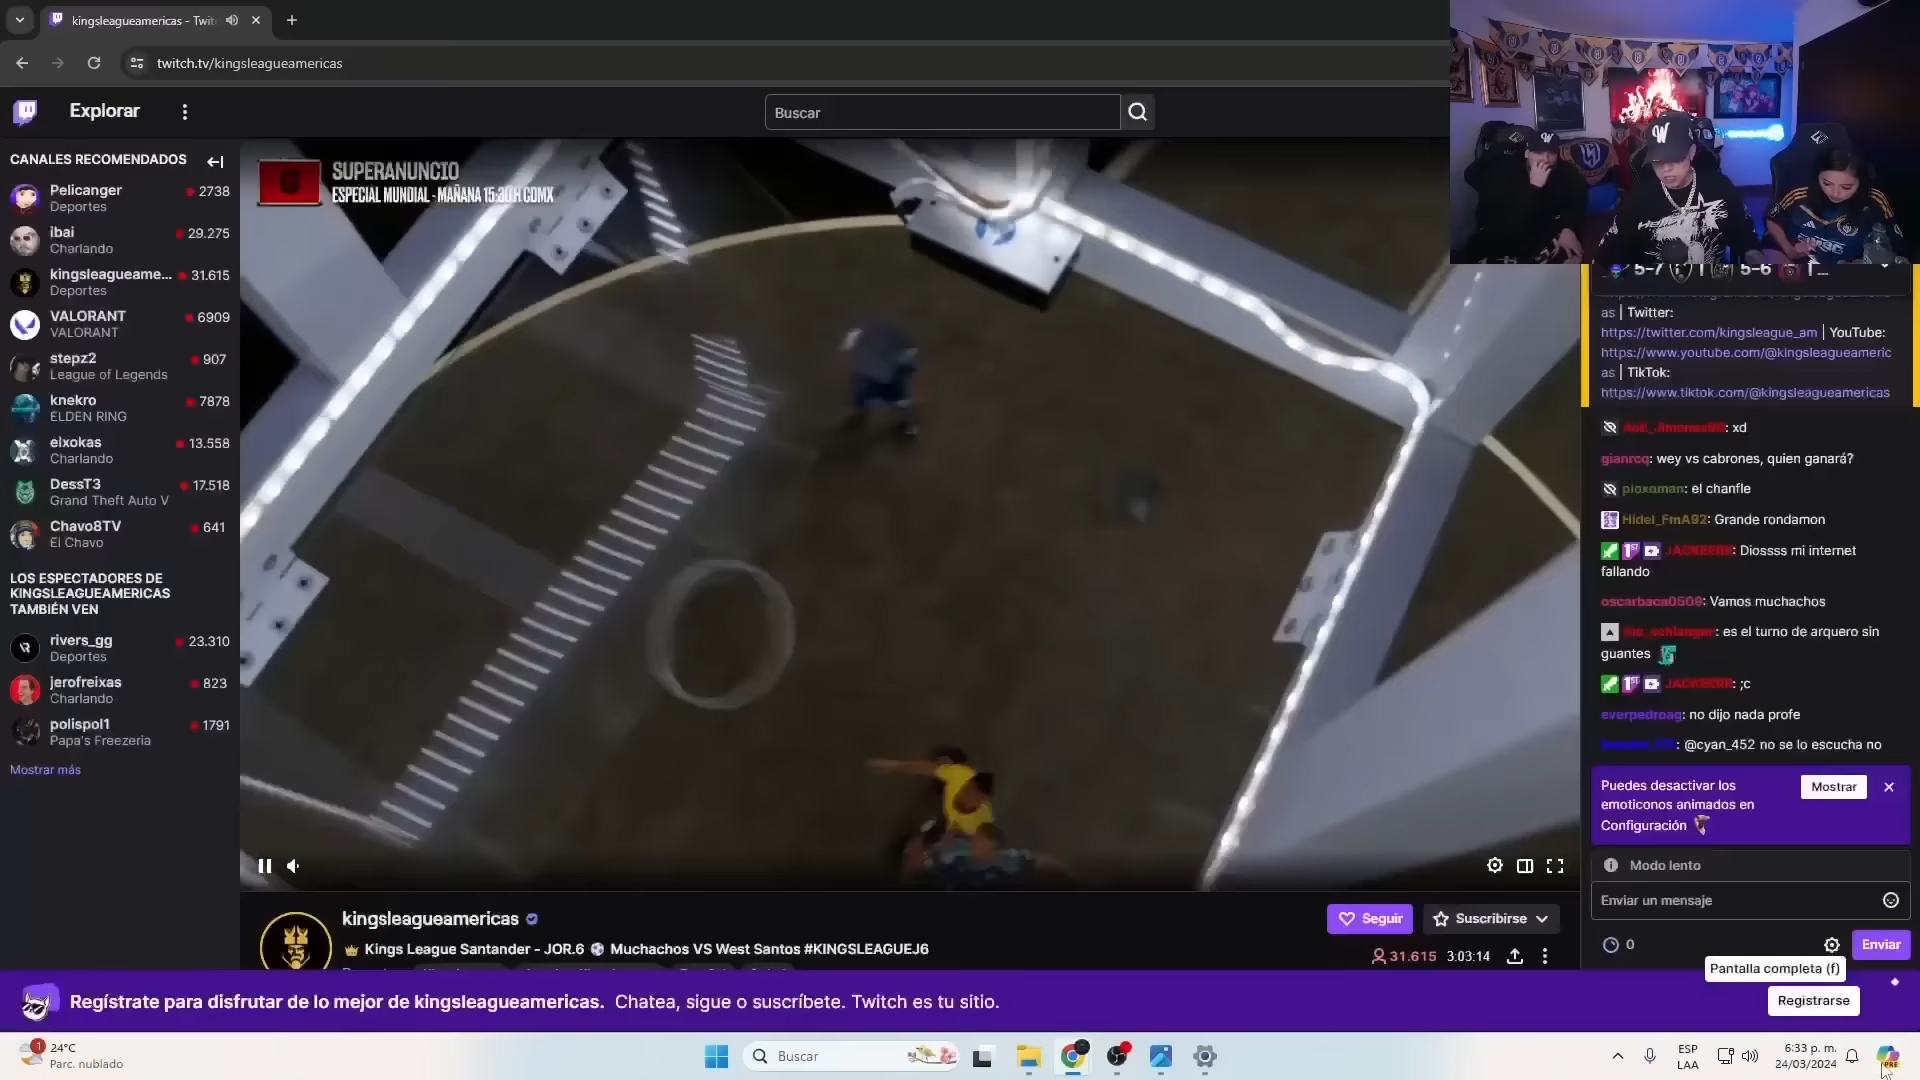 kingsleagueamericas - Twit
twitch.tv/kingsleagueamericas
Explorar
Buscar
CANALES RECOMENDADOS
Pelicanger
2738
Deportes
ibai
29.275
Charlando
kingsleagueame...
31.615
Deportes
VALORANT
6909
VALORANT
stepz2
907
League of Legends
knekro
7878
ELDEN RING
elxokas
13.558
Charlando
DessT3
17.518
Grand Theft Auto V
Chavo8TV
641
El Chavo
LOS ESPECTADORES DE
KINGSLEAGUEAMERICAS
TAMBIÉN VEN
rivers_gg
23.310
Deportes
jerofreixas
823
Charlando
polispol1
1791
Papa's Freezeria
Mostrar más
SUPERANUNCIO
ESPECIAL MUNDIAL - MAÑANA 15:30H CDMX
5-7
5-6
as | Twitter:
https://twitter.com/kingsleague_am | YouTube:
https://www.youtube.com/@kingsleagueameric
as | TikTok:
https://www.tiktok.com/@kingsleagueamericas
: xd
gianrcq: wey vs cabrones, quien ganará?
pioxoman: el chanfle
Hidel_FmA92: Grande rondamon
: Diossss mi internet
fallando
oscarbaca0509: Vamos muchachos
: es el turno de arquero sin
guantes
: ;c
everpedroag: no dijo nada profe
: @cyan_452 no se lo escucha no
Puedes desactivar los
emoticonos animados en
Configuración
Mostrar
Modo lento
Enviar un mensaje
0
Enviar
Pantalla completa (f)
kingsleagueamericas
Seguir
Suscribirse
Kings League Santander - JOR.6 ⚽ Muchachos VS West Santos #KINGSLEAGUEJ6
31.615
3:03:14
Regístrate para disfrutar de lo mejor de kingsleagueamericas. Chatea, sigue o suscríbete. Twitch es tu sitio.
Registrarse
1
24°C
Parc. nublado
Buscar
ESP
LAA
6:33 p. m.
24/03/2024
PRE